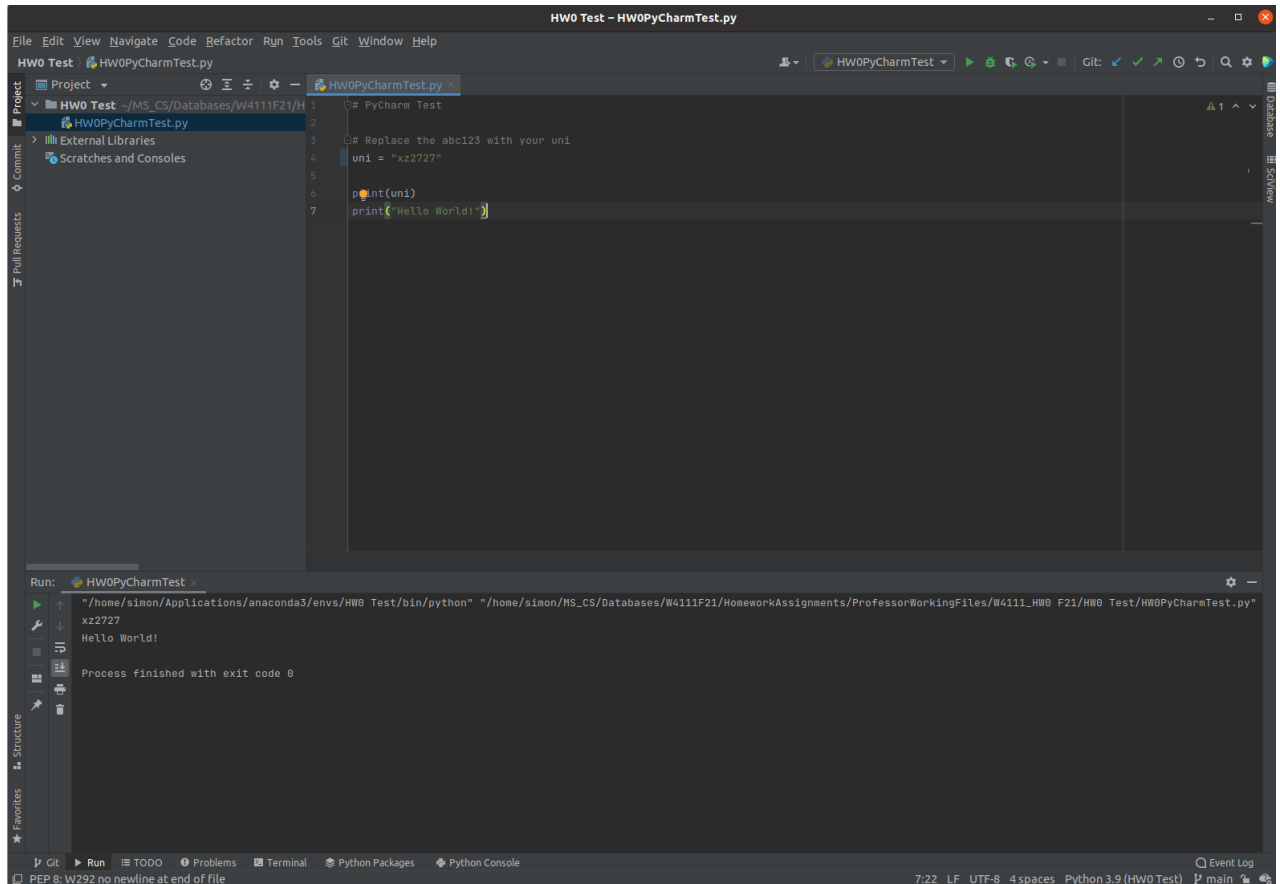 HW0 Test – HW0PyCharmTest.py
File Edit View Navigate Code Refactor Run Tools Git Window Help
HW0 Test HW0PyCharmTest.py
HW0PyCharmTest
Git:
Project
HW0PyCharmTest.py
HW0 Test ~/MS_CS/Databases/W4111F21/H
HW0PyCharmTest.py
External Libraries
Scratches and Consoles
1 # PyCharm Test
2
3 # Replace the abc123 with your uni
4 uni = "xz2727"
5
6 print(uni)
7 print("Hello World!")
1
Project
Commit
Pull Requests
Structure
Favorites
Database
SciView
Run: HW0PyCharmTest
"/home/simon/Applications/anaconda3/envs/HW0 Test/bin/python" "/home/simon/MS_CS/Databases/W4111F21/HomeworkAssignments/ProfessorWorkingFiles/W4111_HW0 F21/HW0 Test/HW0PyCharmTest.py"
xz2727
Hello World!
Process finished with exit code 0
Git Run TODO Problems Terminal Python Packages Python Console Event Log
PEP 8: W292 no newline at end of file 7:22 LF UTF-8 4 spaces Python 3.9 (HW0 Test) main